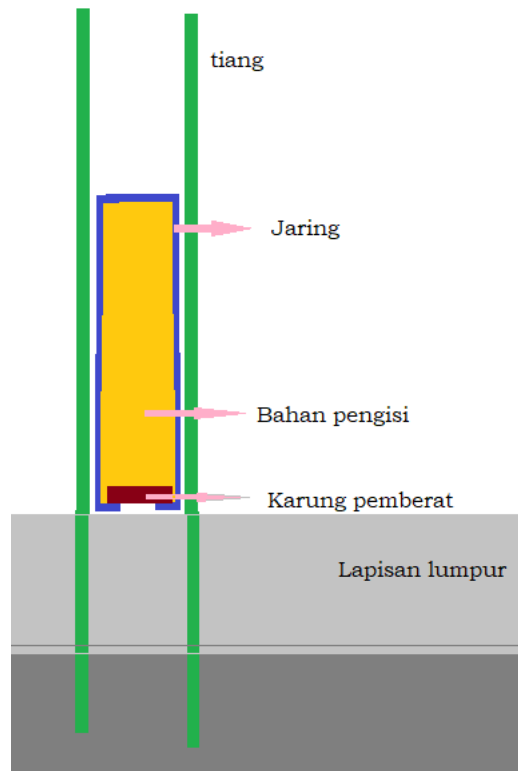 tiang
Jaring
Bahan pengisi
Karung pemberat
Lapisan lumpur